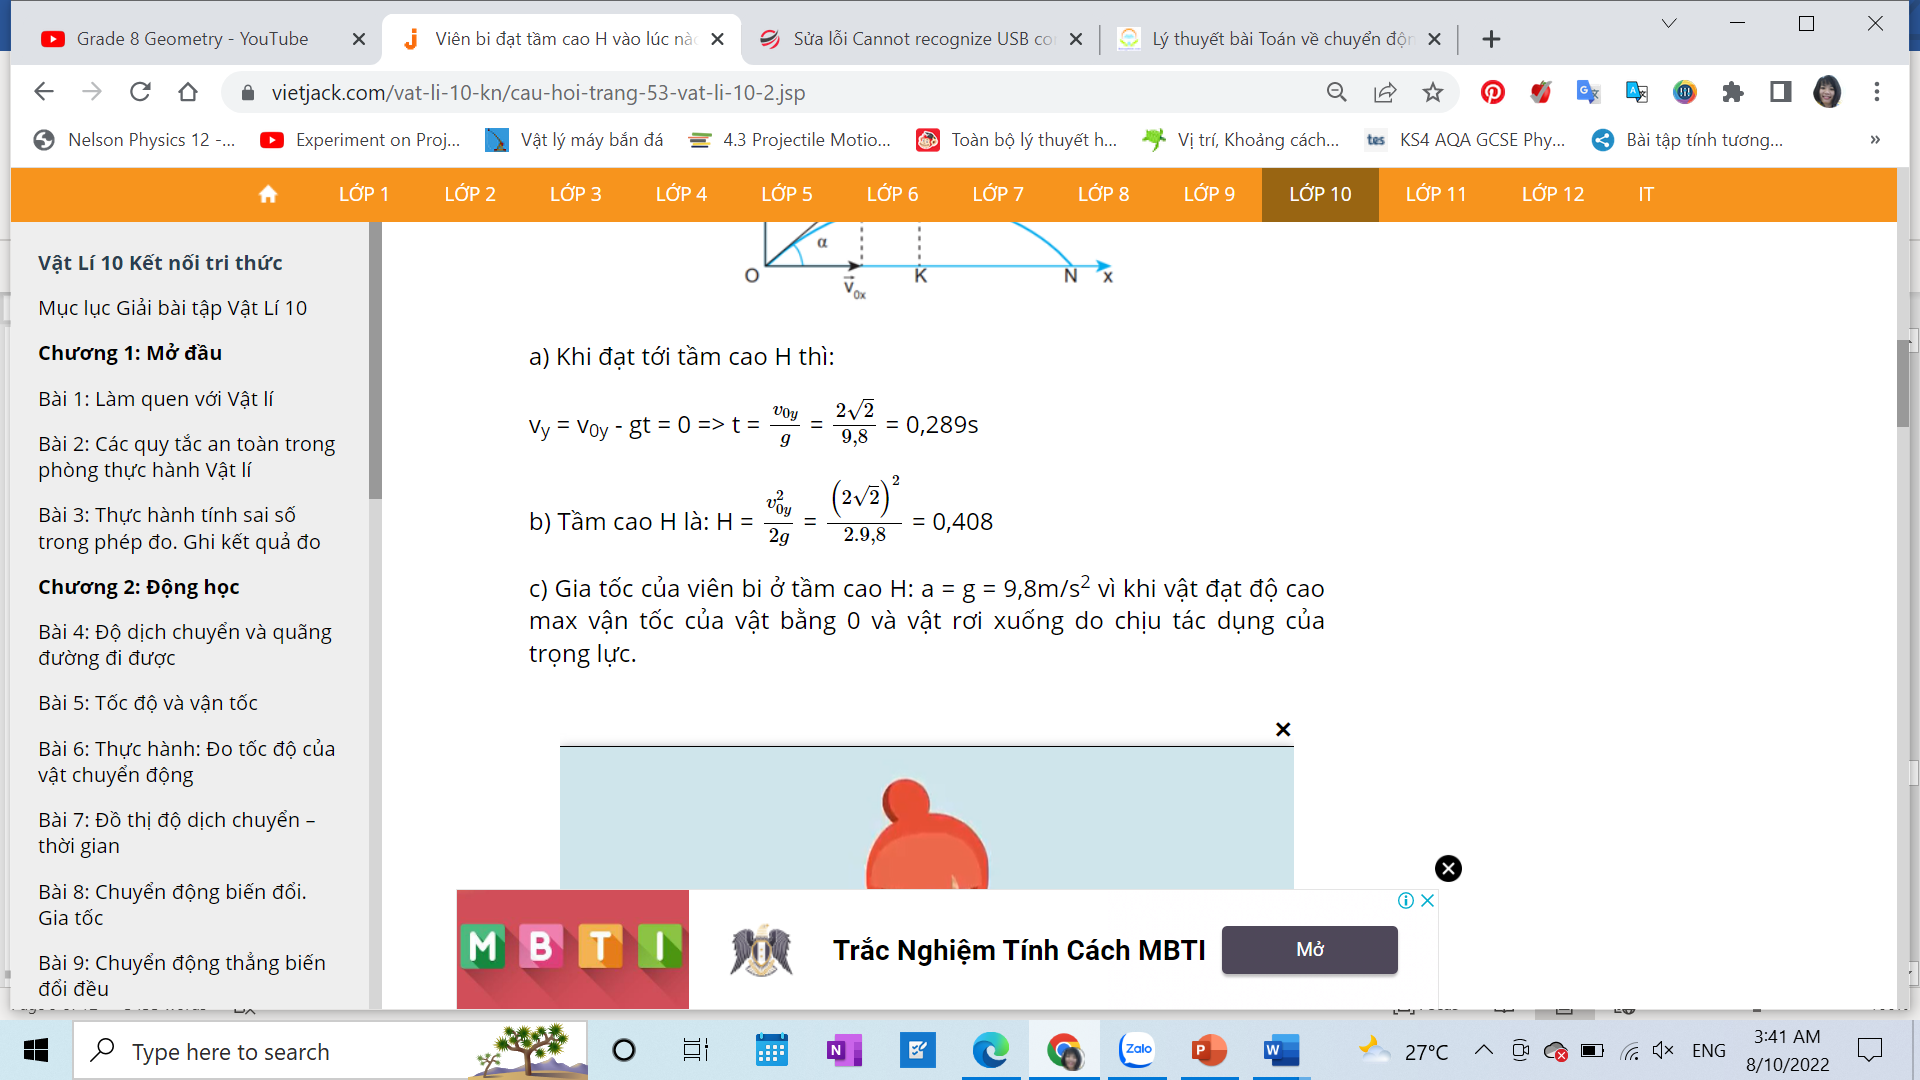 Grade 8 Geometry - YouTube
Viên bi đạt tầm cao H vào lúc nào
Sửa lỗi Cannot recognize USB co
Lý thuyết bài Toán về chuyển độn
vietjack.com/vat-li-10-kn/cau-hoi-trang-53-vat-li-10-2.jsp
Nelson Physics 12 -...
Experiment on Proj...
Vật lý máy bắn đá
4.3 Projectile Motio...
Toàn bộ lý thuyết h...
Vị trí, Khoảng cách...
tes KS4 AQA GCSE Phy...
Bài tập tính tương...
»
LỚP 1 LỚP 2 LỚP 3 LỚP 4 LỚP 5 LỚP 6 LỚP 7 LỚP 8 LỚP 9 LỚP 10 LỚP 11 LỚP 12 IT
Vật Lí 10 Kết nối tri thức
Mục lục Giải bài tập Vật Lí 10
Chương 1: Mở đầu
Bài 1: Làm quen với Vật lí
Bài 2: Các quy tắc an toàn trong
phòng thực hành Vật lí
Bài 3: Thực hành tính sai số
trong phép đo. Ghi kết quả đo
Chương 2: Động học
Bài 4: Độ dịch chuyển và quãng
đường đi được
Bài 5: Tốc độ và vận tốc
Bài 6: Thực hành: Đo tốc độ của
vật chuyển động
Bài 7: Đồ thị độ dịch chuyển –
thời gian
Bài 8: Chuyển động biến đổi.
Gia tốc
Bài 9: Chuyển động thẳng biến
đổi đều
α
O K N x
v⃗₀ₓ
a) Khi đạt tới tầm cao H thì:
v_y = v_0y - gt = 0 => t = v_0y/g = 2√2/9,8 = 0,289s
b) Tầm cao H là: H = v²_0y/2g = (2√2)²/2.9,8 = 0,408
c) Gia tốc của viên bi ở tầm cao H: a = g = 9,8m/s² vì khi vật đạt độ cao
max vận tốc của vật bằng 0 và vật rơi xuống do chịu tác dụng của
trọng lực.
M B T I
Trắc Nghiệm Tính Cách MBTI
Mở
Type here to search
Zalo
27°C
ENG
3:41 AM
8/10/2022